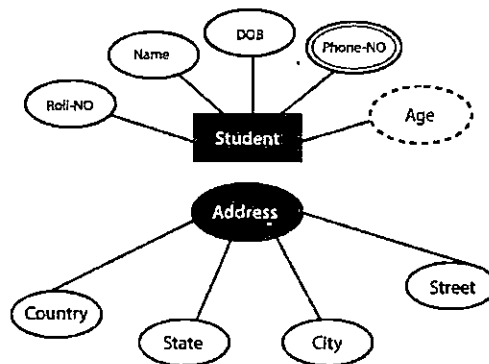 DOB
Phone-NO
Name
Roll-NO
Age
Student
Address
Street
Country
State
City